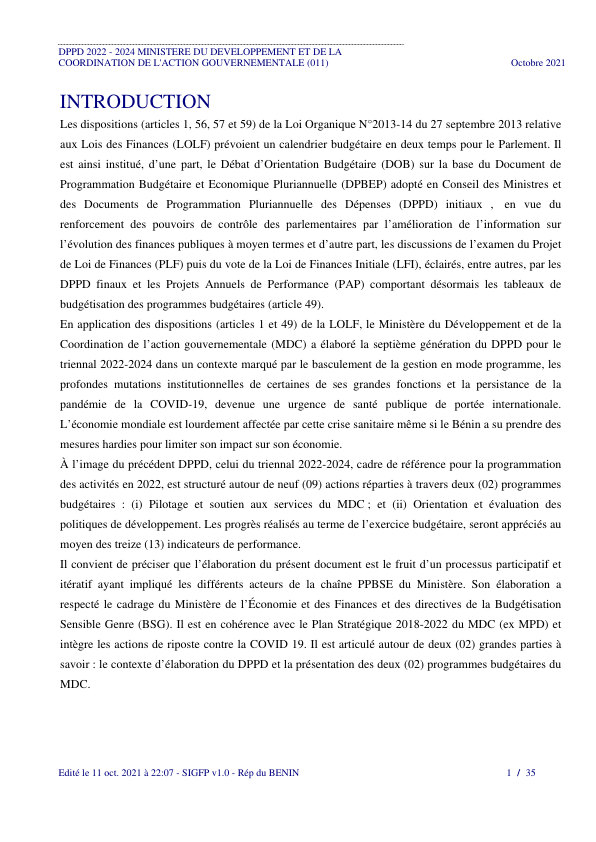 DPPD 2022 - 2024 MINISTERE DU DEVELOPPEMENT ET DE LA
COORDINATION DE L'ACTION GOUVERNEMENTALE (011) Octobre 2021
INTRODUCTION
Les dispositions (articles 1, 56, 57 et 59) de la Loi Organique N°2013-14 du 27 septembre 2013 relative
aux Lois des Finances (LOLF) prévoient un calendrier budgétaire en deux temps pour le Parlement. Il
est ainsi institué, d’une part, le Débat d’Orientation Budgétaire (DOB) sur la base du Document de
Programmation Budgétaire et Economique Pluriannuelle (DPBEP) adopté en Conseil des Ministres et
des Documents de Programmation Pluriannuelle des Dépenses (DPPD) initiaux , en vue du
renforcement des pouvoirs de contrôle des parlementaires par l’amélioration de l’information sur
l’évolution des finances publiques à moyen termes et d’autre part, les discussions de l’examen du Projet
de Loi de Finances (PLF) puis du vote de la Loi de Finances Initiale (LFI), éclairés, entre autres, par les
DPPD finaux et les Projets Annuels de Performance (PAP) comportant désormais les tableaux de
budgétisation des programmes budgétaires (article 49).
En application des dispositions (articles 1 et 49) de la LOLF, le Ministère du Développement et de la
Coordination de l’action gouvernementale (MDC) a élaboré la septième génération du DPPD pour le
triennal 2022-2024 dans un contexte marqué par le basculement de la gestion en mode programme, les
profondes mutations institutionnelles de certaines de ses grandes fonctions et la persistance de la
pandémie de la COVID-19, devenue une urgence de santé publique de portée internationale.
L’économie mondiale est lourdement affectée par cette crise sanitaire même si le Bénin a su prendre des
mesures hardies pour limiter son impact sur son économie.
À l’image du précédent DPPD, celui du triennal 2022-2024, cadre de référence pour la programmation
des activités en 2022, est structuré autour de neuf (09) actions réparties à travers deux (02) programmes
budgétaires : (i) Pilotage et soutien aux services du MDC ; et (ii) Orientation et évaluation des
politiques de développement. Les progrès réalisés au terme de l’exercice budgétaire, seront appréciés au
moyen des treize (13) indicateurs de performance.
Il convient de préciser que l’élaboration du présent document est le fruit d’un processus participatif et
itératif ayant impliqué les différents acteurs de la chaîne PPBSE du Ministère. Son élaboration a
respecté le cadrage du Ministère de l’Économie et des Finances et des directives de la Budgétisation
Sensible Genre (BSG). Il est en cohérence avec le Plan Stratégique 2018-2022 du MDC (ex MPD) et
intègre les actions de riposte contre la COVID 19. Il est articulé autour de deux (02) grandes parties à
savoir : le contexte d’élaboration du DPPD et la présentation des deux (02) programmes budgétaires du
MDC.
Edité le 11 oct. 2021 à 22:07 - SIGFP v1.0 - Rép du BENIN 1 / 35